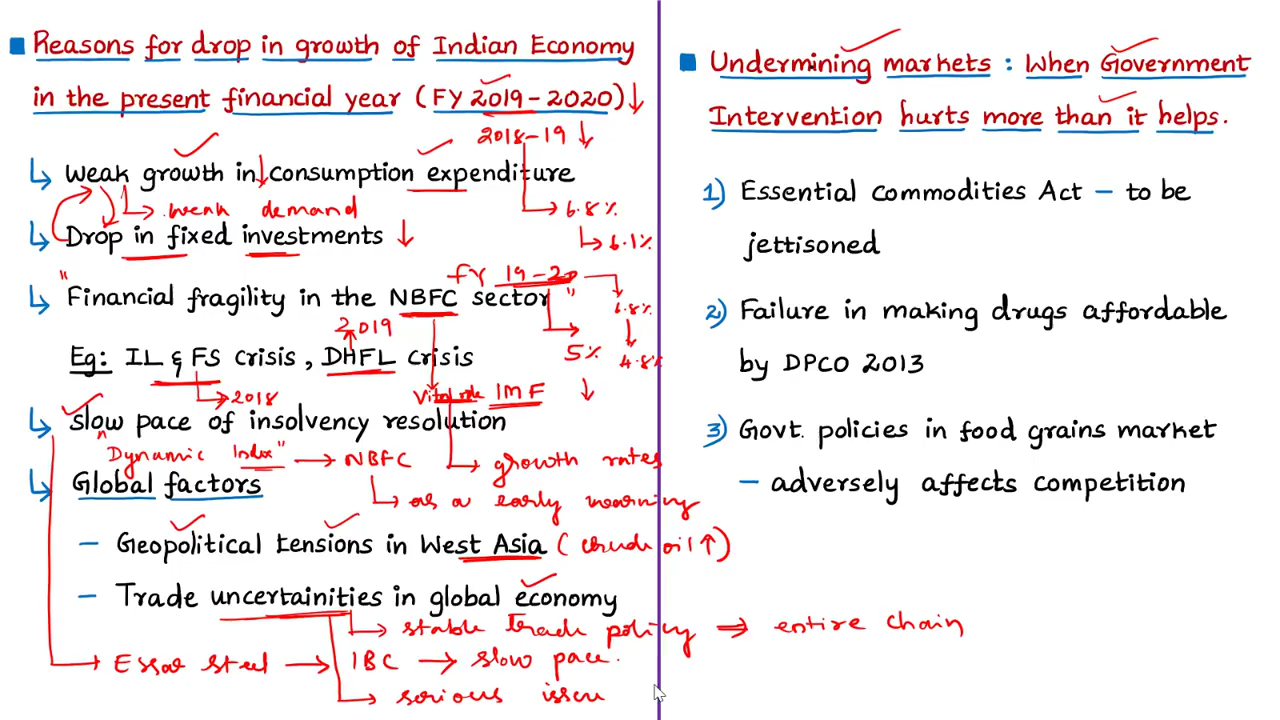 Reasons for drop in growth of Indian Economy
in the present financial year (FY 2019-2020)
2018-19
Weak growth in consumption expenditure
weak demand
6.8%
Drop in fixed investments
6.1%
FY 19-20
"Financial fragility in the NBFC sector"
6.8%
2019
Eg: IL & FS crisis, DHFL crisis
5%
4.8%
2018
Vital role IMF
Slow pace of insolvency resolution
"Dynamic Index" → NBFC
growth rates
Global factors
as a early warning
- Geopolitical tensions in West Asia (crude oil ↑)
- Trade uncertainities in global economy
stable trade policy ⇒ entire chain
Essar steel → IBC → slow pace.
serious issue
Undermining markets : When Government
Intervention hurts more than it helps.
1) Essential commodities Act - to be
jettisoned
2) Failure in making drugs affordable
by DPCO 2013
3) Govt. policies in food grains market
- adversely affects competition